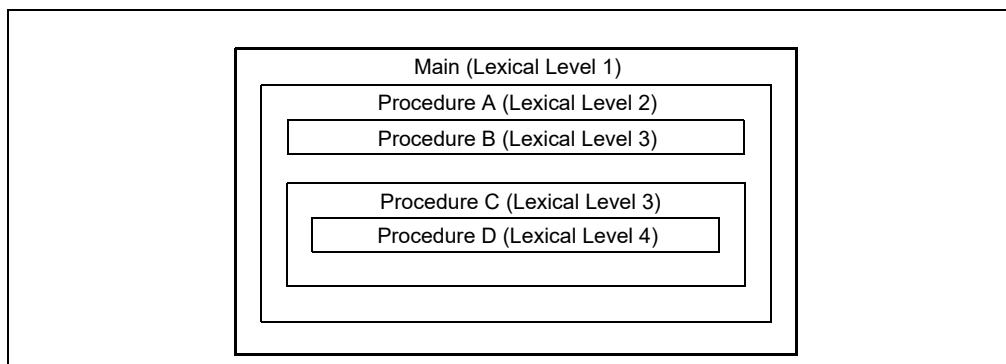 Main (Lexical Level 1)
Procedure A (Lexical Level 2)
Procedure B (Lexical Level 3)
Procedure C (Lexical Level 3)
Procedure D (Lexical Level 4)